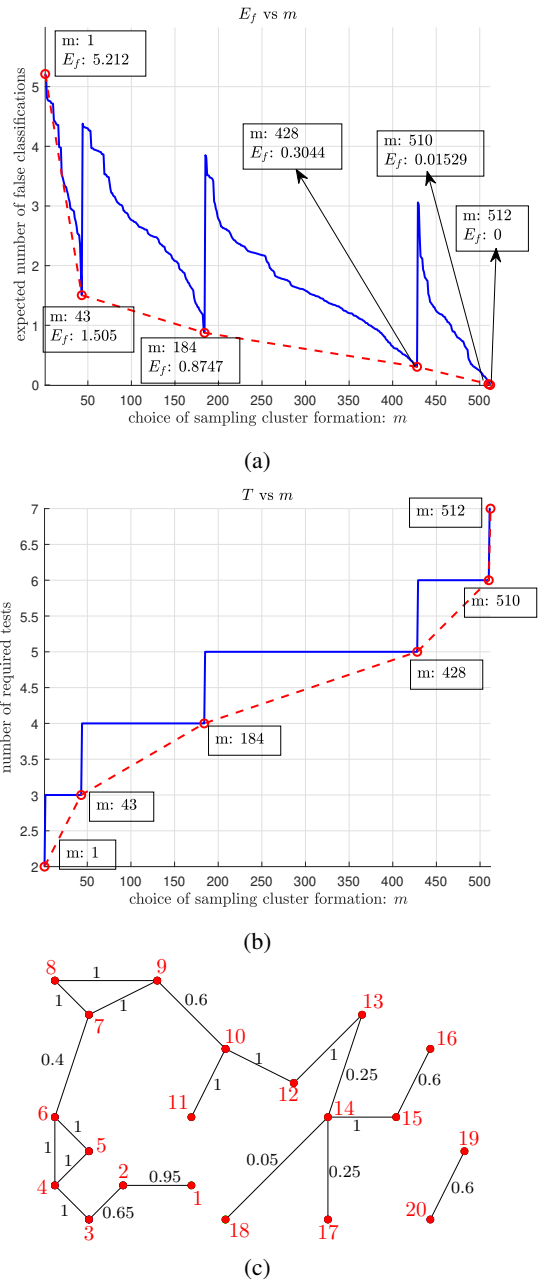 E_f vs m
m: 1
E_f: 5.212
m: 428
E_f: 0.3044
m: 510
E_f: 0.01529
m: 512
E_f: 0
m: 43
E_f: 1.505
m: 184
E_f: 0.8747
expected number of false classifications
5
4
3
2
1
0
50 100 150 200 250 300 350 400 450 500
choice of sampling cluster formation: m
(a)
T vs m
m: 512
m: 510
m: 428
m: 184
m: 43
m: 1
number of required tests
7
6.5
6
5.5
5
4.5
4
3.5
3
2.5
2
50 100 150 200 250 300 350 400 450 500
choice of sampling cluster formation: m
(b)
8 1 9
1 1 0.6 13
7
0.4 10 16
1 1 0.25 0.6
11 1 12
6 14 15
1 1 5 1
1 19
4 2 0.95 0.05 0.25
1 0.65 1 0.6
3 18 17 20
(c)